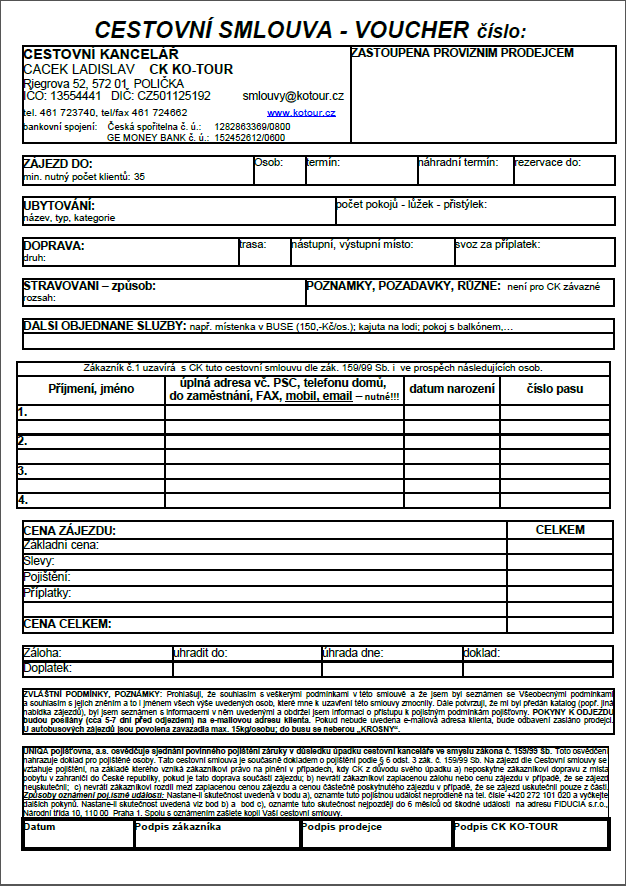 CESTOVNÍ SMLOUVA - VOUCHER číslo:
CESTOVNÍ KANCELÁŘ
ZASTOUPENA PROVIZNÍM PRODEJCEM
CACEK LADISLAV CK KO-TOUR
Riegrova 52, 572 01 POLIČKA
IČO: 13554441 DIČ: CZ501125192 smlouvy@kotour.cz
tel. 461 723740, tel/fax 461 724662 www.kotour.cz
bankovní spojení: Česká spořitelna č. ú.: 1282863369/0800
GE MONEY BANK č. ú.: 152452612/0600
ZÁJEZD DO: Osob: termín: náhradní termín: rezervace do:
min. nutný počet klientů: 35
UBYTOVÁNÍ: počet pokojů - lůžek - přistýlek:
název, typ, kategorie
DOPRAVA: trasa: nástupní, výstupní místo: svoz za příplatek:
druh:
STRAVOVÁNÍ – způsob: POZNÁMKY, POŽADAVKY, RŮZNÉ: není pro CK závazné
rozsah:
DALŠÍ OBJEDNANÉ SLUŽBY: např. místenka v BUSE (150,-Kč/os.); kajuta na lodi; pokoj s balkónem,…
Zákazník č.1 uzavírá s CK tuto cestovní smlouvu dle zák. 159/99 Sb. i ve prospěch následujících osob.
Příjmení, jméno úplná adresa vč. PSC, telefonu domů, datum narození číslo pasu
do zaměstnání, FAX, mobil, email – nutné!!!
1.
2.
3.
4.
CENA ZÁJEZDU: CELKEM
Základní cena:
Slevy:
Pojištění:
Příplatky:
CENA CELKEM:
Záloha: uhradit do: úhrada dne: doklad:
Doplatek:
ZVLÁŠTNÍ PODMÍNKY, POZNÁMKY: Prohlašuji, že souhlasím s veškerými podmínkami v této smlouvě a že jsem byl seznámen se Všeobecnými podmínkami
a souhlasím s jejich zněním a to i jménem všech výše uvedených osob, které mne k uzavření této smlouvy zmocnily. Dále potvrzuji, že mi byl předán katalog (popř. jiná
nabídka zájezdů), byl jsem seznámen s informacemi v něm uvedenými a obdržel jsem informaci o přístupu k pojistným podmínkám pojišťovny. POKYNY K ODJEZDU
budou posílány (cca 5-7 dní před odjezdem) na e-mailovou adresu klienta. Pokud nebude uvedena e-mailová adresa klienta, bude odbavení zasláno prodejci.
U autobusových zájezdů jsou povolena zavazadla max. 15kg/osobu; do busu se neberou „KROSNY“.
UNIQA pojišťovna, a.s. osvědčuje sjednání povinného pojištění záruky v důsledku úpadku cestovní kanceláře ve smyslu zákona č. 159/99 Sb. Toto osvědčení
nahrazuje doklad pro pojištěné osoby. Tato cestovní smlouva je současně dokladem o pojištění podle § 6 odst. 3 zák. č. 159/99 Sb. Na zájezd dle Cestovní smlouvy se
vztahuje pojištění, na základě kterého vzniká zákazníkovi právo na plnění v případech, kdy CK z důvodu svého úpadku a) neposkytne zákazníkovi dopravu z místa
pobytu v zahraničí do České republiky, pokud je tato doprava součástí zájezdu; b) nevrátí zákazníkovi zaplacenou zálohu nebo cenu zájezdu v případě, že se zájezd
neuskuteční; c) nevrátí zákazníkovi rozdíl mezi zaplacenou cenou zájezdu a cenou částečně poskytnutého zájezdu v případě, že se zájezd uskuteční pouze z části.
Způsoby oznámení poj.istné události: Nastane-li skutečnost uvedená v bodu a), oznamte tuto pojistnou událost neprodleně na tel. čísle +420 272 101 020 a vyčkejte
dalších pokynů. Nastane-li skutečnost uvedená viz bod b) a bod c), oznamte tuto skutečnost nejpozději do 6 měsíců od škodné události na adresu FIDUCIA s.r.o.,
Národní třída 10, 110 00 Praha 1. Spolu s oznámením zašlete kopii Vaší cestovní smlouvy.
Datum Podpis zákazníka Podpis prodejce Podpis CK KO-TOUR